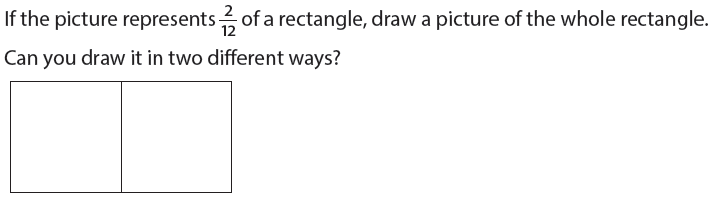 If the picture represents 2/12 of a rectangle, draw a picture of the whole rectangle.
Can you draw it in two different ways?